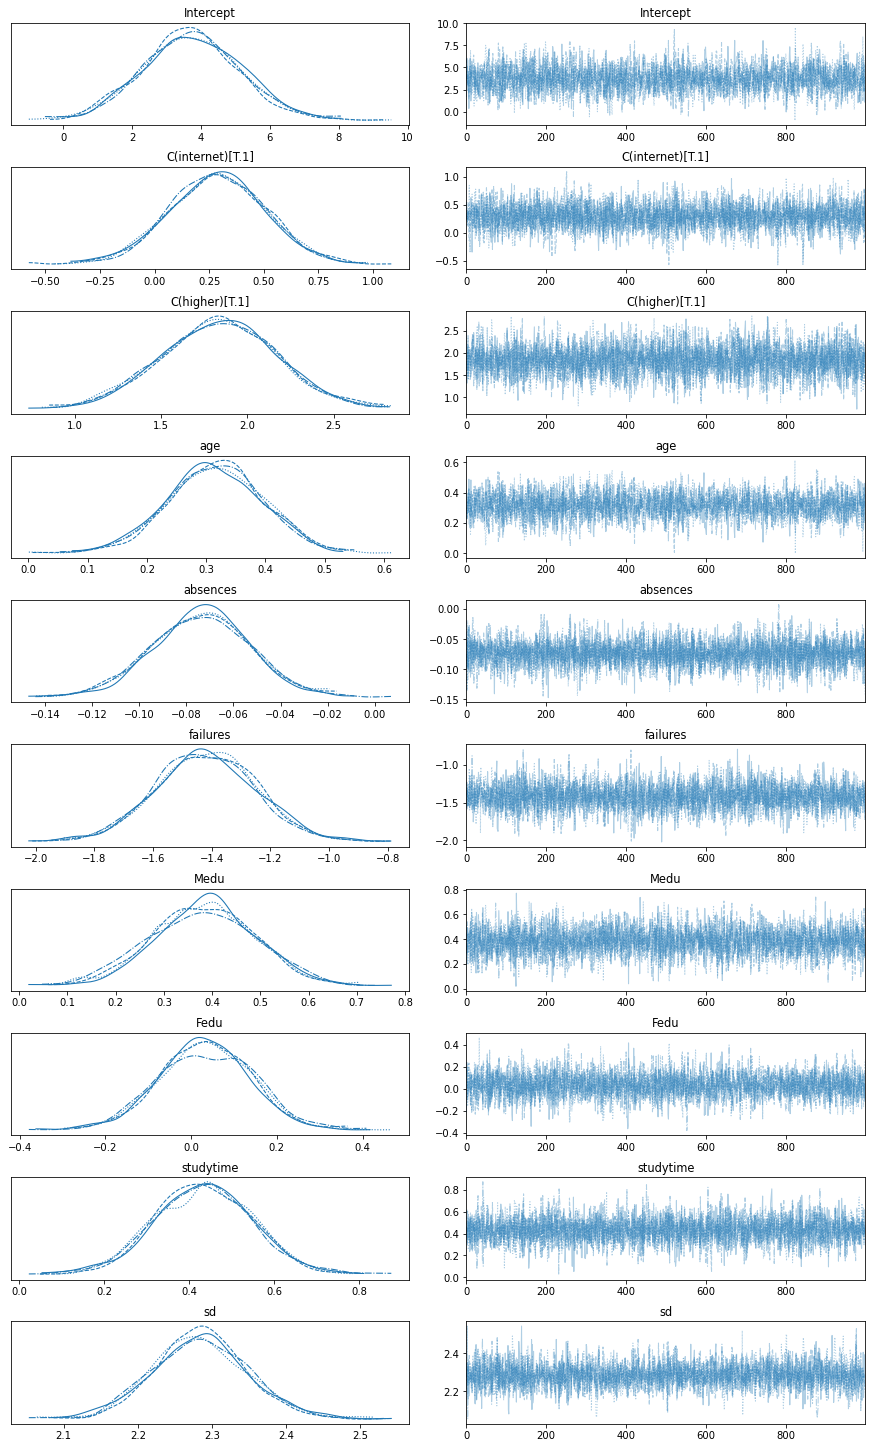 Intercept Intercept
10.0
7.5
5.0
2.5
0.0
0 2 4 6 8 10 0 200 400 600 800
C(internet)[T.1] C(internet)[T.1]
1.0
0.5
0.0
−0.5
−0.50 −0.25 0.00 0.25 0.50 0.75 1.00 0 200 400 600 800
C(higher)[T.1] C(higher)[T.1]
2.5
2.0
1.5
1.0
1.0 1.5 2.0 2.5 0 200 400 600 800
age age
0.6
0.4
0.2
0.0
0.0 0.1 0.2 0.3 0.4 0.5 0.6 0 200 400 600 800
absences absences
0.00
−0.05
−0.10
−0.15
−0.14 −0.12 −0.10 −0.08 −0.06 −0.04 −0.02 0.00 0 200 400 600 800
failures failures
−1.0
−1.5
−2.0
−2.0 −1.8 −1.6 −1.4 −1.2 −1.0 −0.8 0 200 400 600 800
Medu Medu
0.8
0.6
0.4
0.2
0.0
0.0 0.1 0.2 0.3 0.4 0.5 0.6 0.7 0.8 0 200 400 600 800
Fedu Fedu
0.4
0.2
0.0
−0.2
−0.4
−0.4 −0.2 0.0 0.2 0.4 0 200 400 600 800
studytime studytime
0.8
0.6
0.4
0.2
0.0
0.0 0.2 0.4 0.6 0.8 0 200 400 600 800
sd sd
2.4
2.2
2.1 2.2 2.3 2.4 2.5 0 200 400 600 800